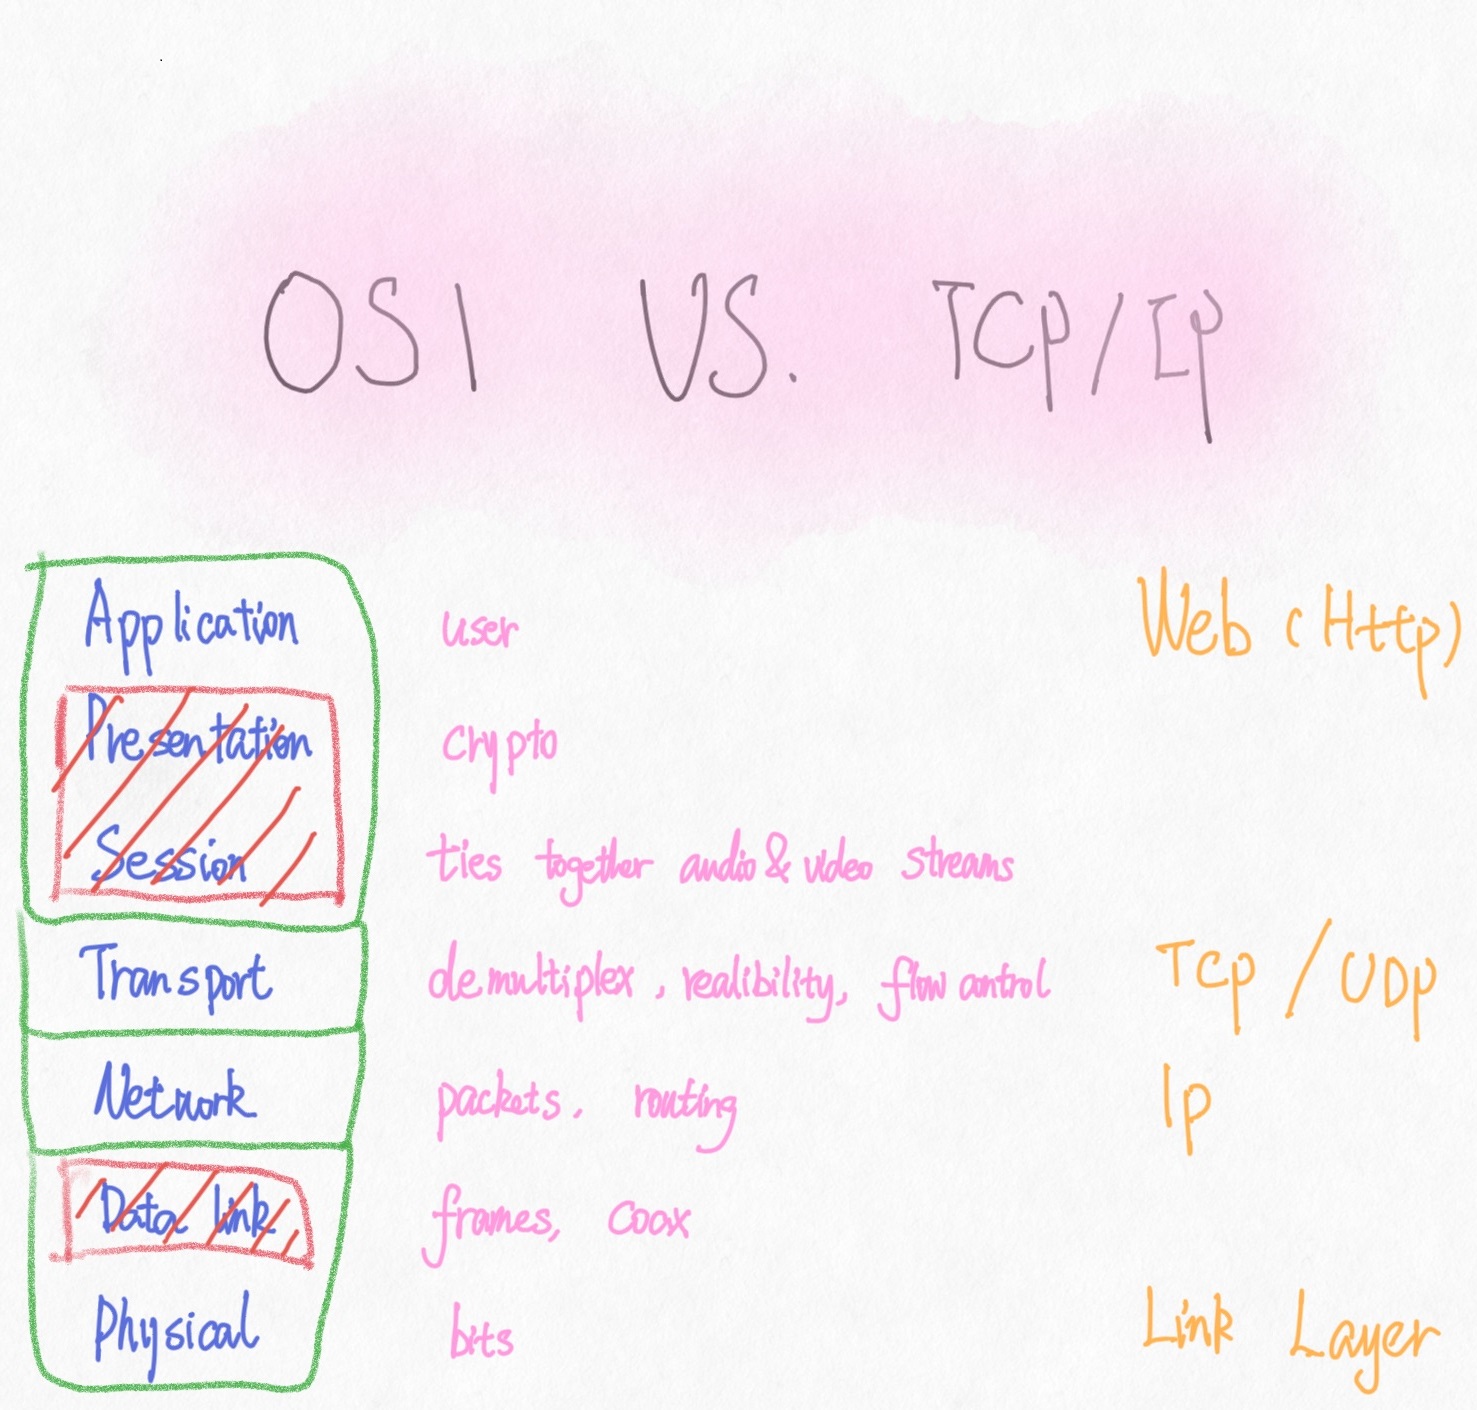 OSI VS. TCP/IP
Application user Web (Http)
Presentation crypto
Session ties together audio & video streams
Transport demultiplex, realibility, flow control TCP / UDP
Network packets, routing Ip
Data link frames, coax
Physical bits Link Layer